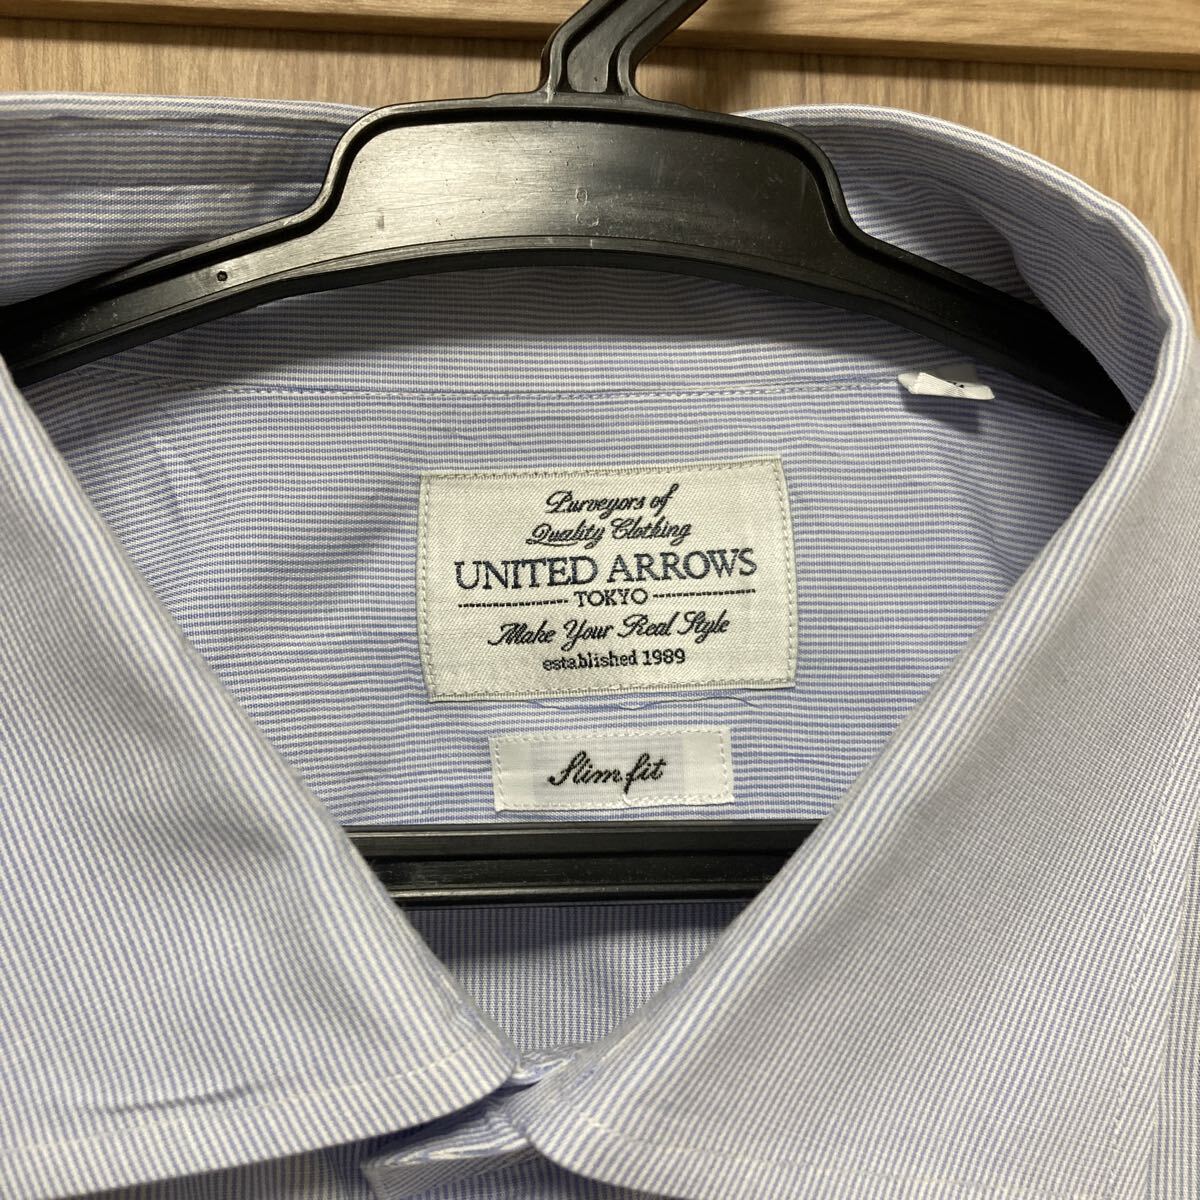 Purveyors of
Quality Clothing
UNITED ARROWS
TOKYO
Make Your Real Style
established 1989
Slim fit